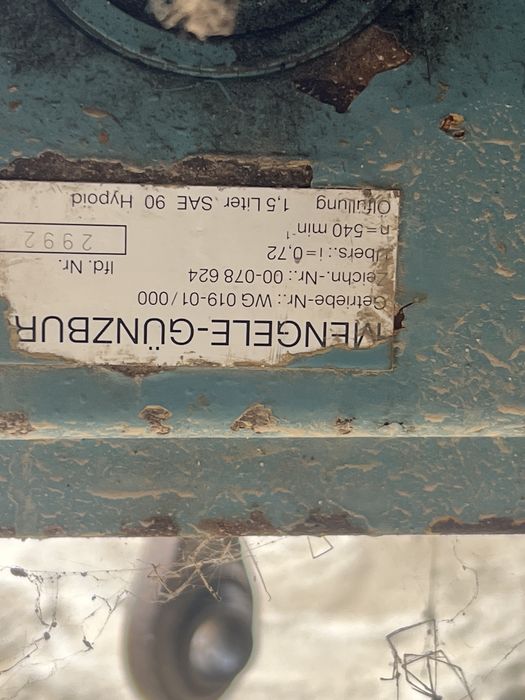 MENGELE-GÜNZBUR
Getriebe-Nr.: WG 019-01/000
Zeichn.-Nr.: 00-078 624
Übers.: i=0,72
n=540 min⁻¹
Ölfüllung 1,5 Liter SAE 90 Hypoid
lfd. Nr.
2992